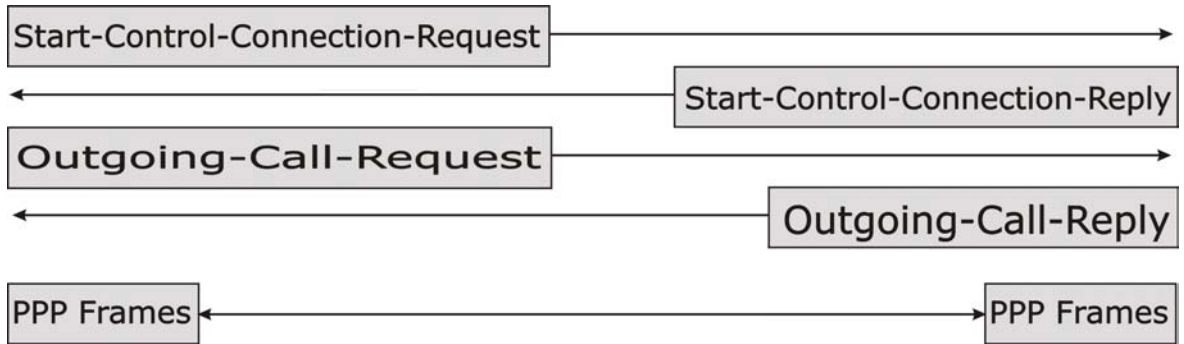 Start-Control-Connection-Request
Start-Control-Connection-Reply
Outgoing-Call-Request
Outgoing-Call-Reply
PPP Frames
PPP Frames